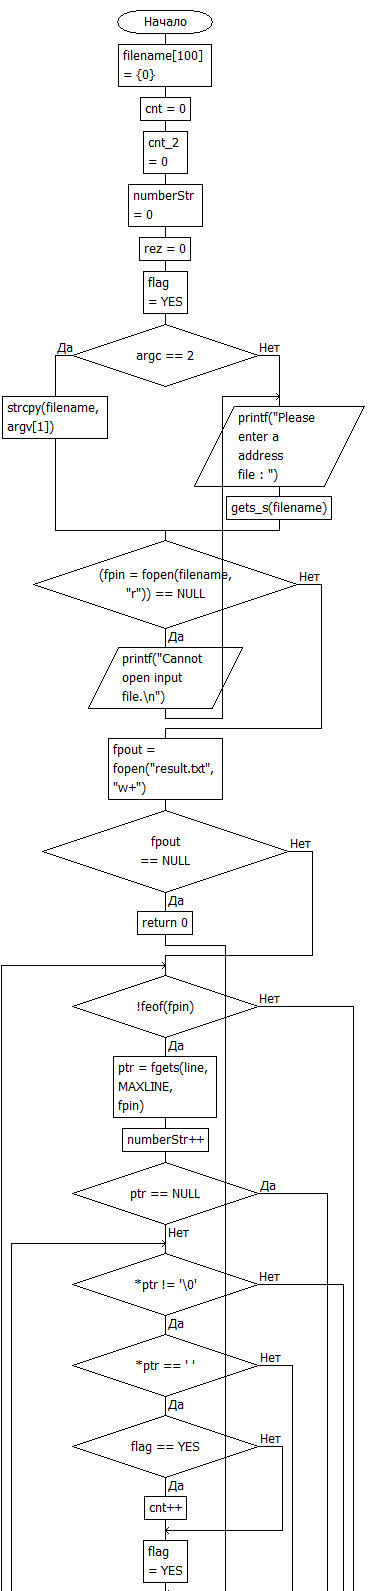 Начало
filename[100]
= {0}
cnt = 0
cnt_2
= 0
numberStr
= 0
rez = 0
flag
= YES
Да
argc == 2
Нет
strcpy(filename,
argv[1])
printf("Please
enter a
address
file : ")
gets_s(filename)
(fpin = fopen(filename,
"r")) == NULL
Нет
Да
printf("Cannot
open input
file.\n")
fpout =
fopen("result.txt",
"w+")
fpout
== NULL
Нет
Да
return 0
!feof(fpin)
Нет
Да
ptr = fgets(line,
MAXLINE,
fpin)
numberStr++
ptr == NULL
Да
Нет
*ptr != '\0'
Нет
Да
*ptr == ' '
Нет
Да
flag == YES
Нет
Да
cnt++
flag
= YES